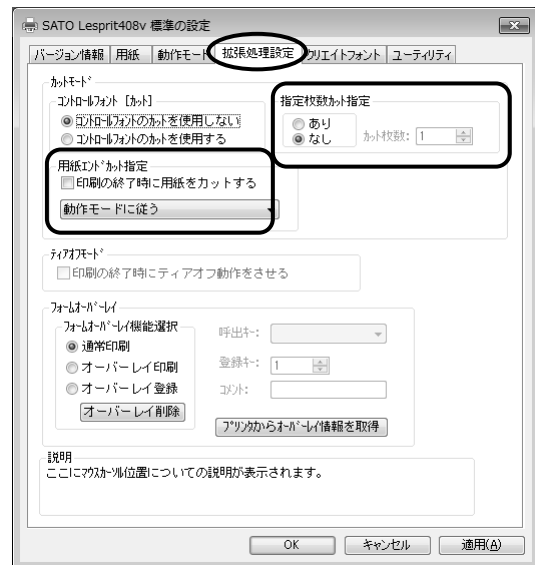 SATO Lesprit408v 標準の設定
バージョン情報 用紙 動作モード 拡張処理設定 クリエイトフォント ユーティリティ
カットモード
コントロールフォント [カット]
コントロールフォントのカットを使用しない
コントロールフォントのカットを使用する
指定枚数カット指定
あり
なし
カット枚数: 1
用紙エンドカット指定
印刷の終了時に用紙をカットする
動作モードに従う
ティアオフモード
印刷の終了時にティアオフ動作をさせる
フォームオーバーレイ
フォームオーバーレイ機能選択
通常印刷
オーバーレイ印刷
オーバーレイ登録
オーバーレイ削除
呼出キー:
登録キー: 1
コメント:
プリンタからオーバーレイ情報を取得
説明
ここにマウスカーソル位置についての説明が表示されます。
OK キャンセル 適用(A)